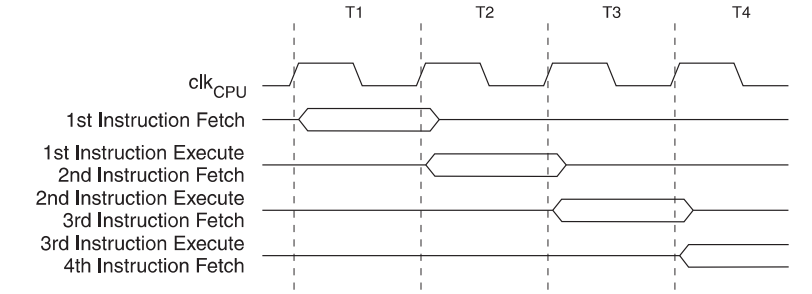 T1 T2 T3 T4
clkCPU
1st Instruction Fetch
1st Instruction Execute
2nd Instruction Fetch
2nd Instruction Execute
3rd Instruction Fetch
3rd Instruction Execute
4th Instruction Fetch